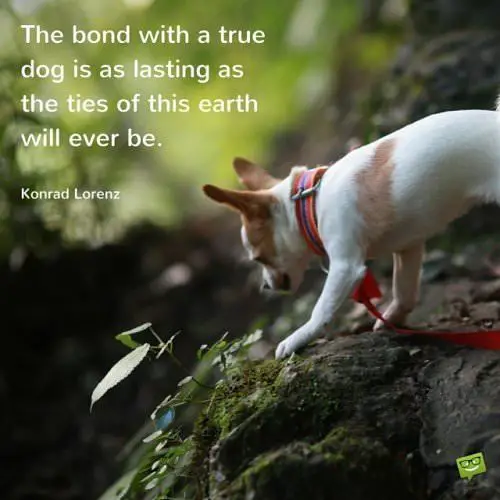 The bond with a true
dog is as lasting as
the ties of this earth
will ever be.
Konrad Lorenz